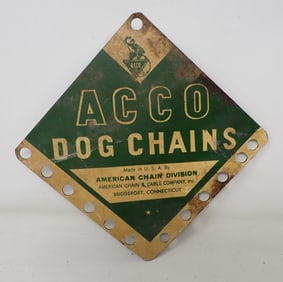 ACCO
ACCO
DOG CHAINS
Made in U.S.A. By
AMERICAN CHAIN DIVISION
AMERICAN CHAIN & CABLE COMPANY, Inc.
BRIDGEPORT, CONNECTICUT